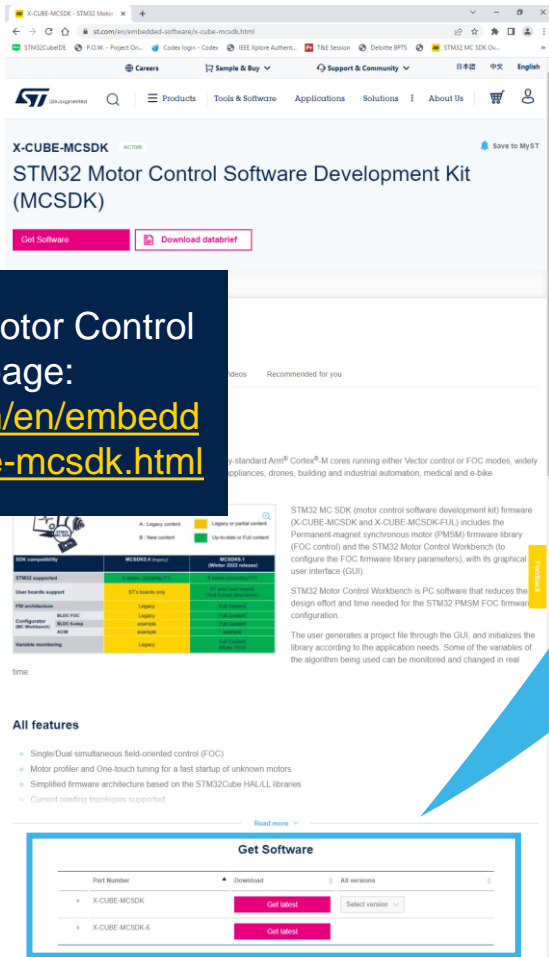 X-CUBE-MCSDK - STM32 Motor
st.com/en/embedded-software/x-cube-mcsdk.html
STM32CubeIDE P.O.W. - Project On... Codex login - Codex IEEE Xplore Authent... T&E Session Deloitte BPTS STM32 MC SDK Ov...
Careers Sample & Buy Support & Community 日本語 中文 English
life.augmented Products Tools & Software Applications Solutions About Us
X-CUBE-MCSDK ACTIVE Save to MyST
STM32 Motor Control Software Development Kit
(MCSDK)
Get Software Download databrief
otor Control
age:
/en/embedd
e-mcsdk.html
ideos Recommended for you
y-standard Arm® Cortex®-M cores running either Vector control or FOC modes, widely
ppliances, drones, building and industrial automation, medical and e-bike
A : Legacy content Legacy or partial content
B : New content Up-to-date or Full content
SDK compatibility MCSDK5.4 (legacy) MCSDK6.1
(Winter 2022 release)
STM32 supported
User boards support ST's boards only
FW architecture Legacy Full Content
Configurator
(MC Workbench)
BLDC FOC Legacy Full Content
BLDC 6-step example Full Content
ACIM example example
Variable monitoring Legacy Full Content
STM32 MC SDK (motor control software development kit) firmware
(X-CUBE-MCSDK and X-CUBE-MCSDK-FUL) includes the
Permanent-magnet synchronous motor (PMSM) firmware library
(FOC control) and the STM32 Motor Control Workbench (to
configure the FOC firmware library parameters), with its graphical
user interface (GUI).
STM32 Motor Control Workbench is PC software that reduces the
design effort and time needed for the STM32 PMSM FOC firmware
configuration.
The user generates a project file through the GUI, and initializes the
library according to the application needs. Some of the variables of
the algorithm being used can be monitored and changed in real
time.
Feedback
All features
Single/Dual simultaneous field-oriented control (FOC)
Motor profiler and One-touch tuning for a fast startup of unknown motors
Simplified firmware architecture based on the STM32Cube HAL/LL libraries
Current reading topologies supported:
Read more
Get Software
Part Number Download All versions
+ X-CUBE-MCSDK Get latest Select version
+ X-CUBE-MCSDK-6 Get latest